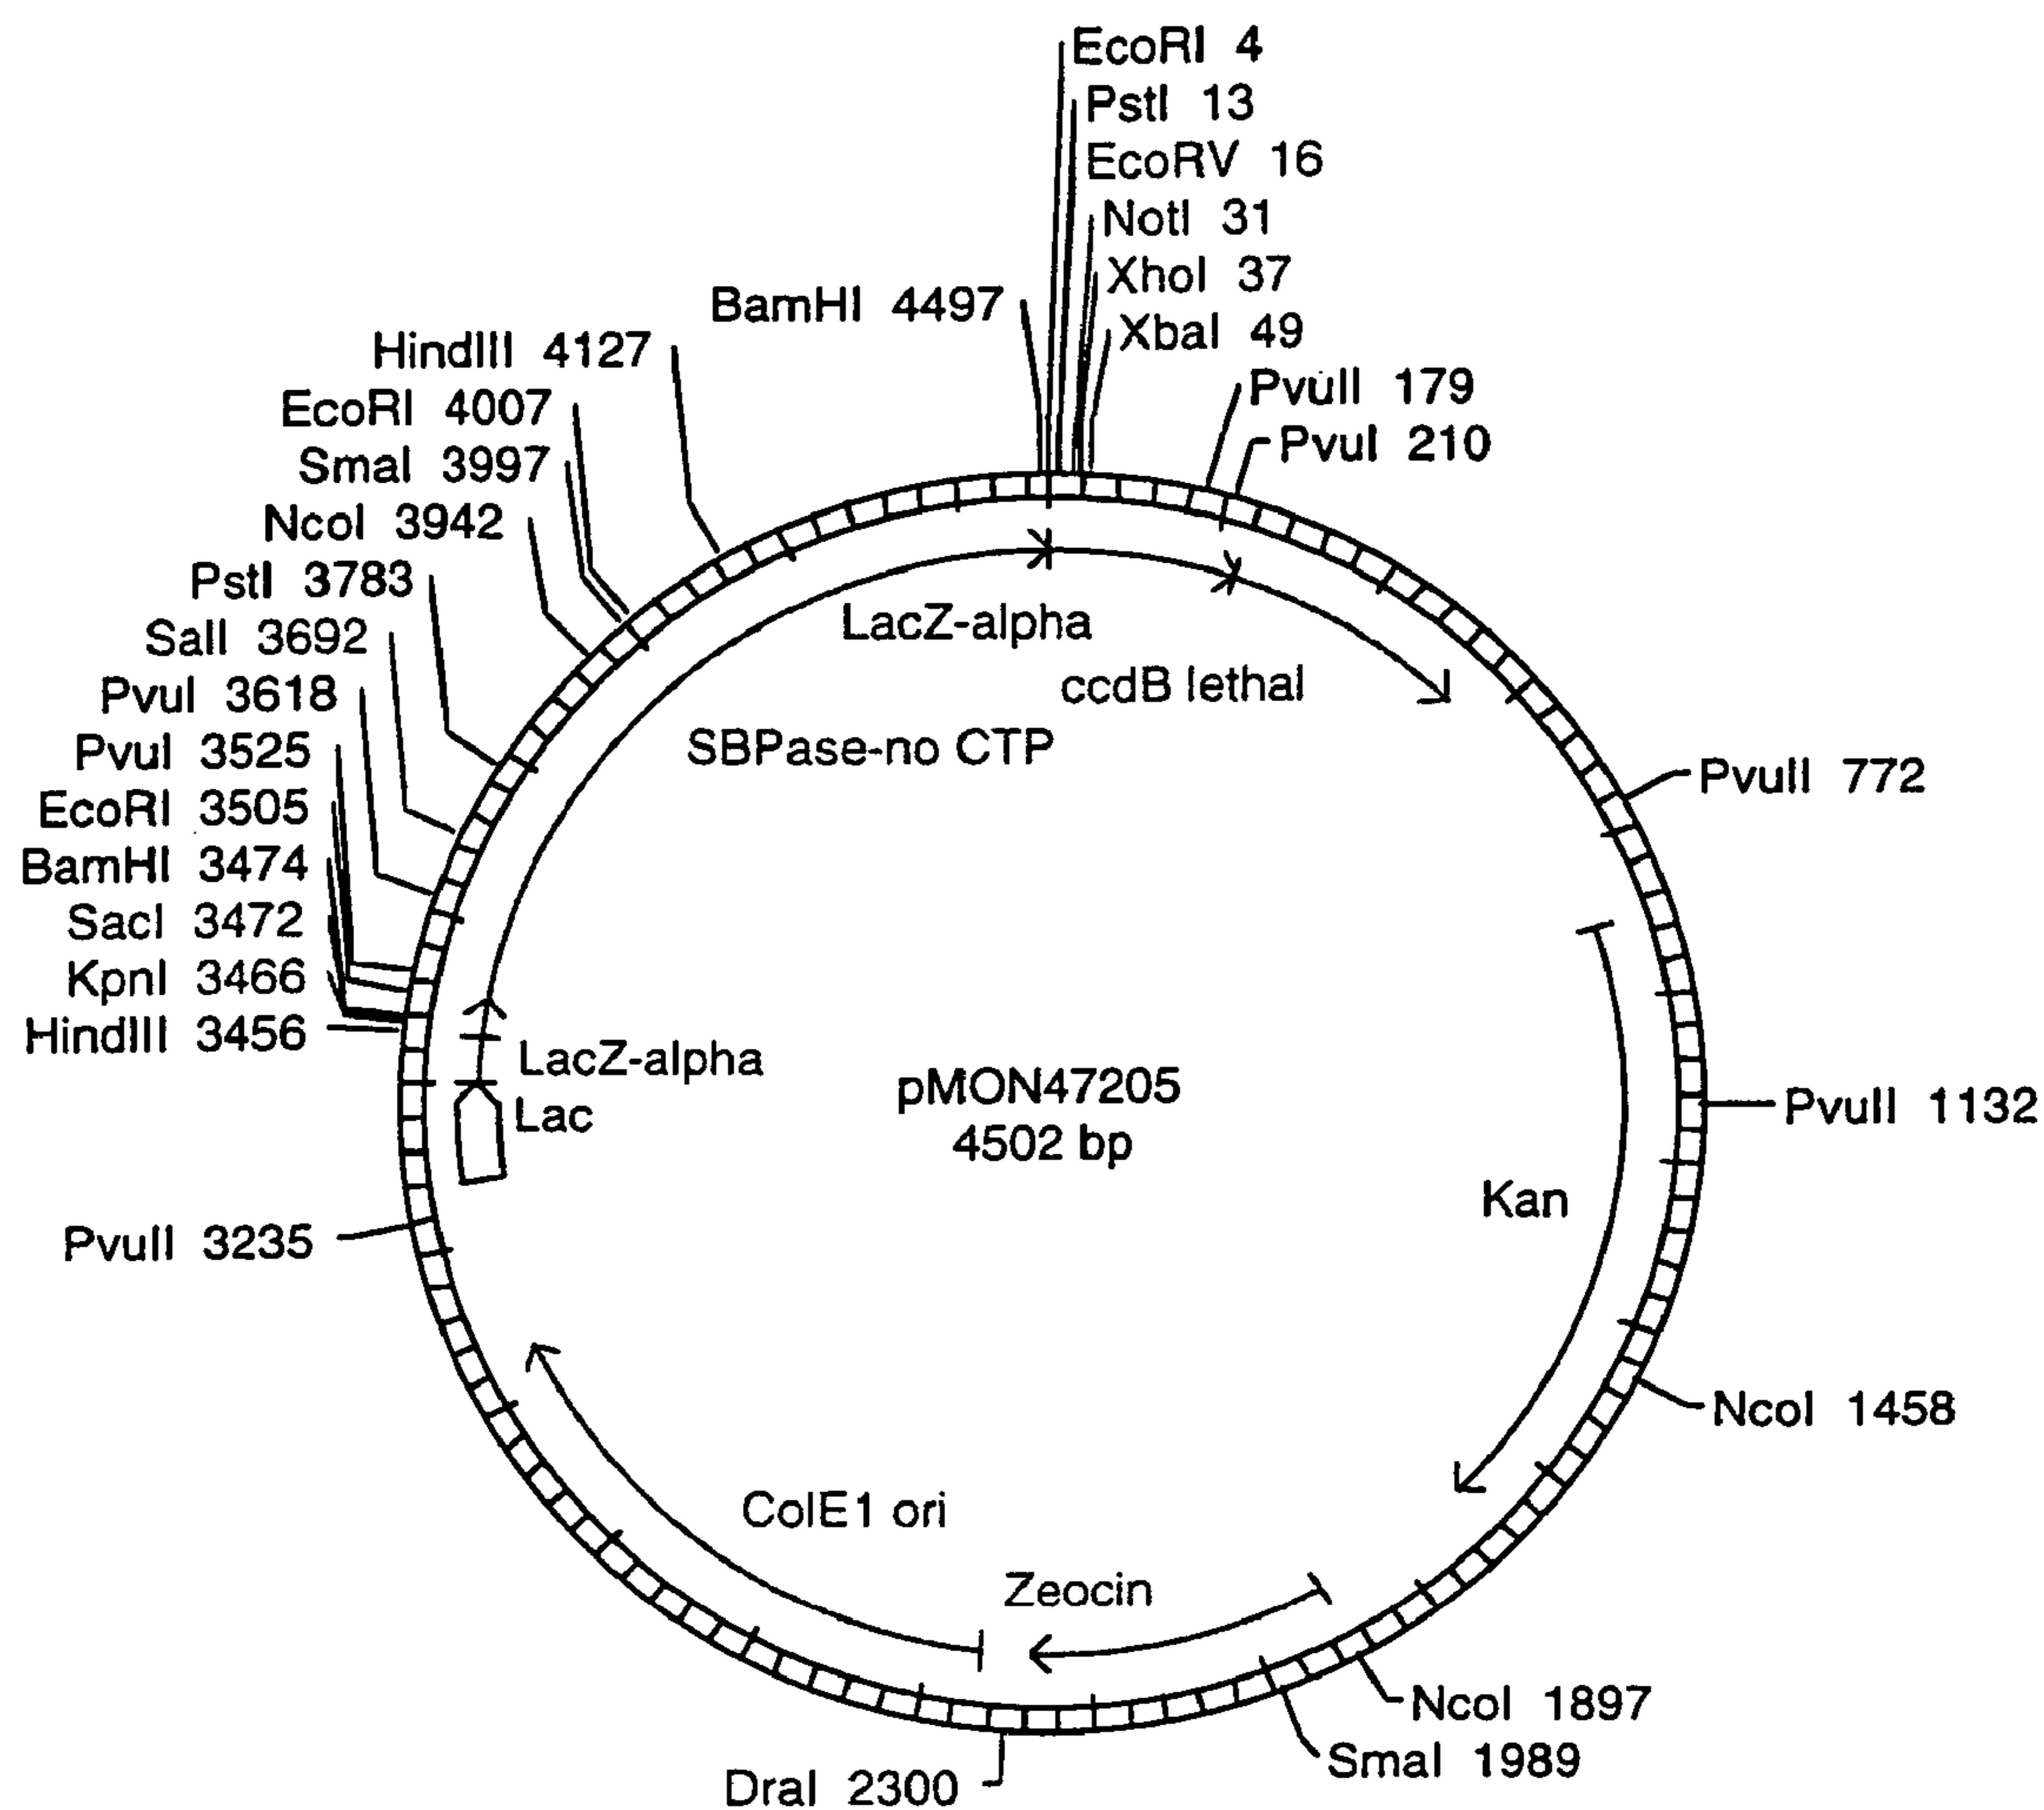 EcoRI 4
PstI 13
EcoRV 16
NotI 31
XhoI 37
XbaI 49
BamHI 4497
HindIII 4127
EcoRI 4007
SmaI 3997
NcoI 3942
PstI 3783
SalI 3692
PvuI 3618
PvuI 3525
EcoRI 3505
BamHI 3474
SacI 3472
KpnI 3466
HindIII 3456
PvuII 3235
PvuII 179
PvuI 210
PvuII 772
PvuII 1132
NcoI 1458
NcoI 1897
SmaI 1989
DraI 2300
LacZ-alpha
ccdB lethal
SBPase-no CTP
LacZ-alpha
Lac
pMON47205
4502 bp
Kan
ColE1 ori
Zeocin